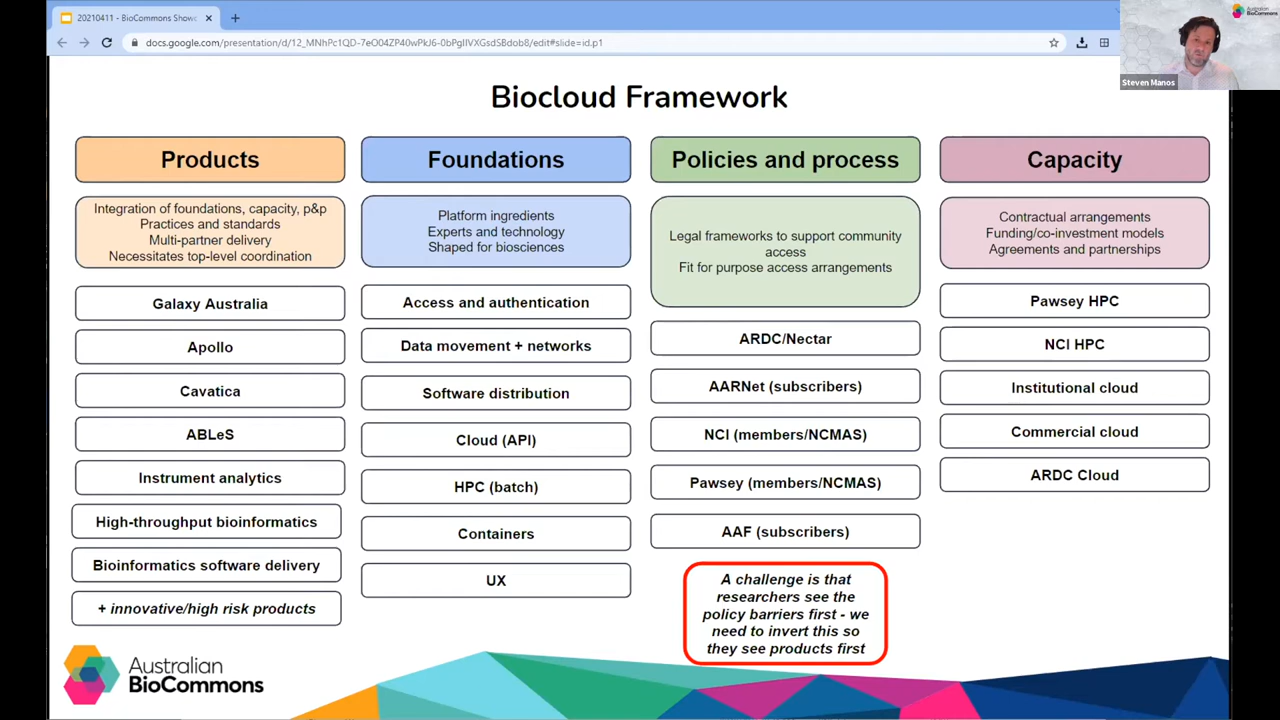 20210411 - BioCommons Showc
docs.google.com/presentation/d/12_MNhPc1QD-7eO04ZP40wPkJ6-0bPgIIVXGsdSBdob8/edit#slide=id.p1
Australian
BioCommons
Steven Manos
Biocloud Framework
Products
Integration of foundations, capacity, p&p
Practices and standards
Multi-partner delivery
Necessitates top-level coordination
Galaxy Australia
Apollo
Cavatica
ABLeS
Instrument analytics
High-throughput bioinformatics
Bioinformatics software delivery
+ innovative/high risk products
Foundations
Platform ingredients
Experts and technology
Shaped for biosciences
Access and authentication
Data movement + networks
Software distribution
Cloud (API)
HPC (batch)
Containers
UX
Policies and process
Legal frameworks to support community
access
Fit for purpose access arrangements
ARDC/Nectar
AARNet (subscribers)
NCI (members/NCMAS)
Pawsey (members/NCMAS)
AAF (subscribers)
A challenge is that
researchers see the
policy barriers first - we
need to invert this so
they see products first
Capacity
Contractual arrangements
Funding/co-investment models
Agreements and partnerships
Pawsey HPC
NCI HPC
Institutional cloud
Commercial cloud
ARDC Cloud
Australian
BioCommons